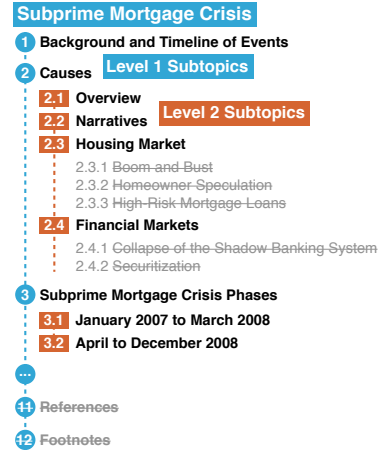 Subprime Mortgage Crisis
1 Background and Timeline of Events
2 Causes Level 1 Subtopics
2.1 Overview
2.2 Narratives Level 2 Subtopics
2.3 Housing Market
2.3.1 Boom and Bust
2.3.2 Homeowner Speculation
2.3.3 High-Risk Mortgage Loans
2.4 Financial Markets
2.4.1 Collapse of the Shadow Banking System
2.4.2 Securitization
3 Subprime Mortgage Crisis Phases
3.1 January 2007 to March 2008
3.2 April to December 2008
...
11 References
12 Footnotes